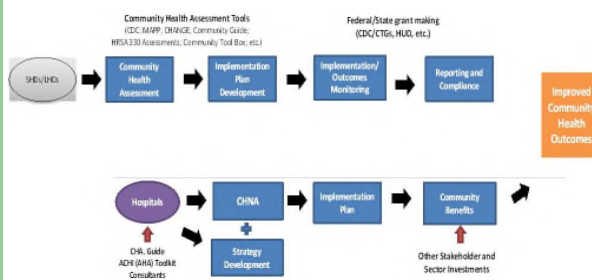 Community Health Assessment Tools
(CDC: MAPP, CHANGE, Community Guide;
HRSA 330 Assessments, Community Tool Box, etc.)
Federal/State grant making
(CDC/CTGs, HUD, etc.)
SHDs/LHDs
Community
Health
Assessment
Implementation
Plan
Development
Implementation/
Outcomes
Monitoring
Reporting and
Compliance
Improved
Community
Health
Outcomes
Hospitals
CHNA
Implementation
Plan
Community
Benefits
Strategy
Development
CHA. Guide
ACHI (AHA) Toolkit
Consultants
Other Stakeholder and
Sector Investments